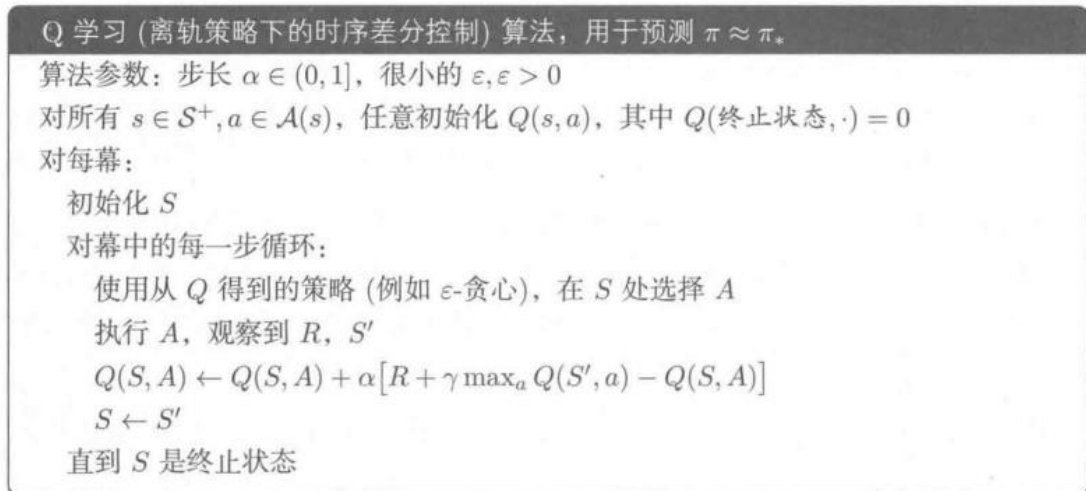 Q 学习 (离轨策略下的时序差分控制) 算法，用于预测 π ≈ π*
算法参数：步长 α ∈ (0, 1]，很小的 ε, ε > 0
对所有 s ∈ S⁺, a ∈ A(s)，任意初始化 Q(s, a)，其中 Q(终止状态, ·) = 0
对每幕：
初始化 S
对幕中的每一步循环：
使用从 Q 得到的策略 (例如 ε-贪心)，在 S 处选择 A
执行 A，观察到 R，S′
Q(S, A) ← Q(S, A) + α[R + γ maxₐ Q(S′, a) − Q(S, A)]
S ← S′
直到 S 是终止状态